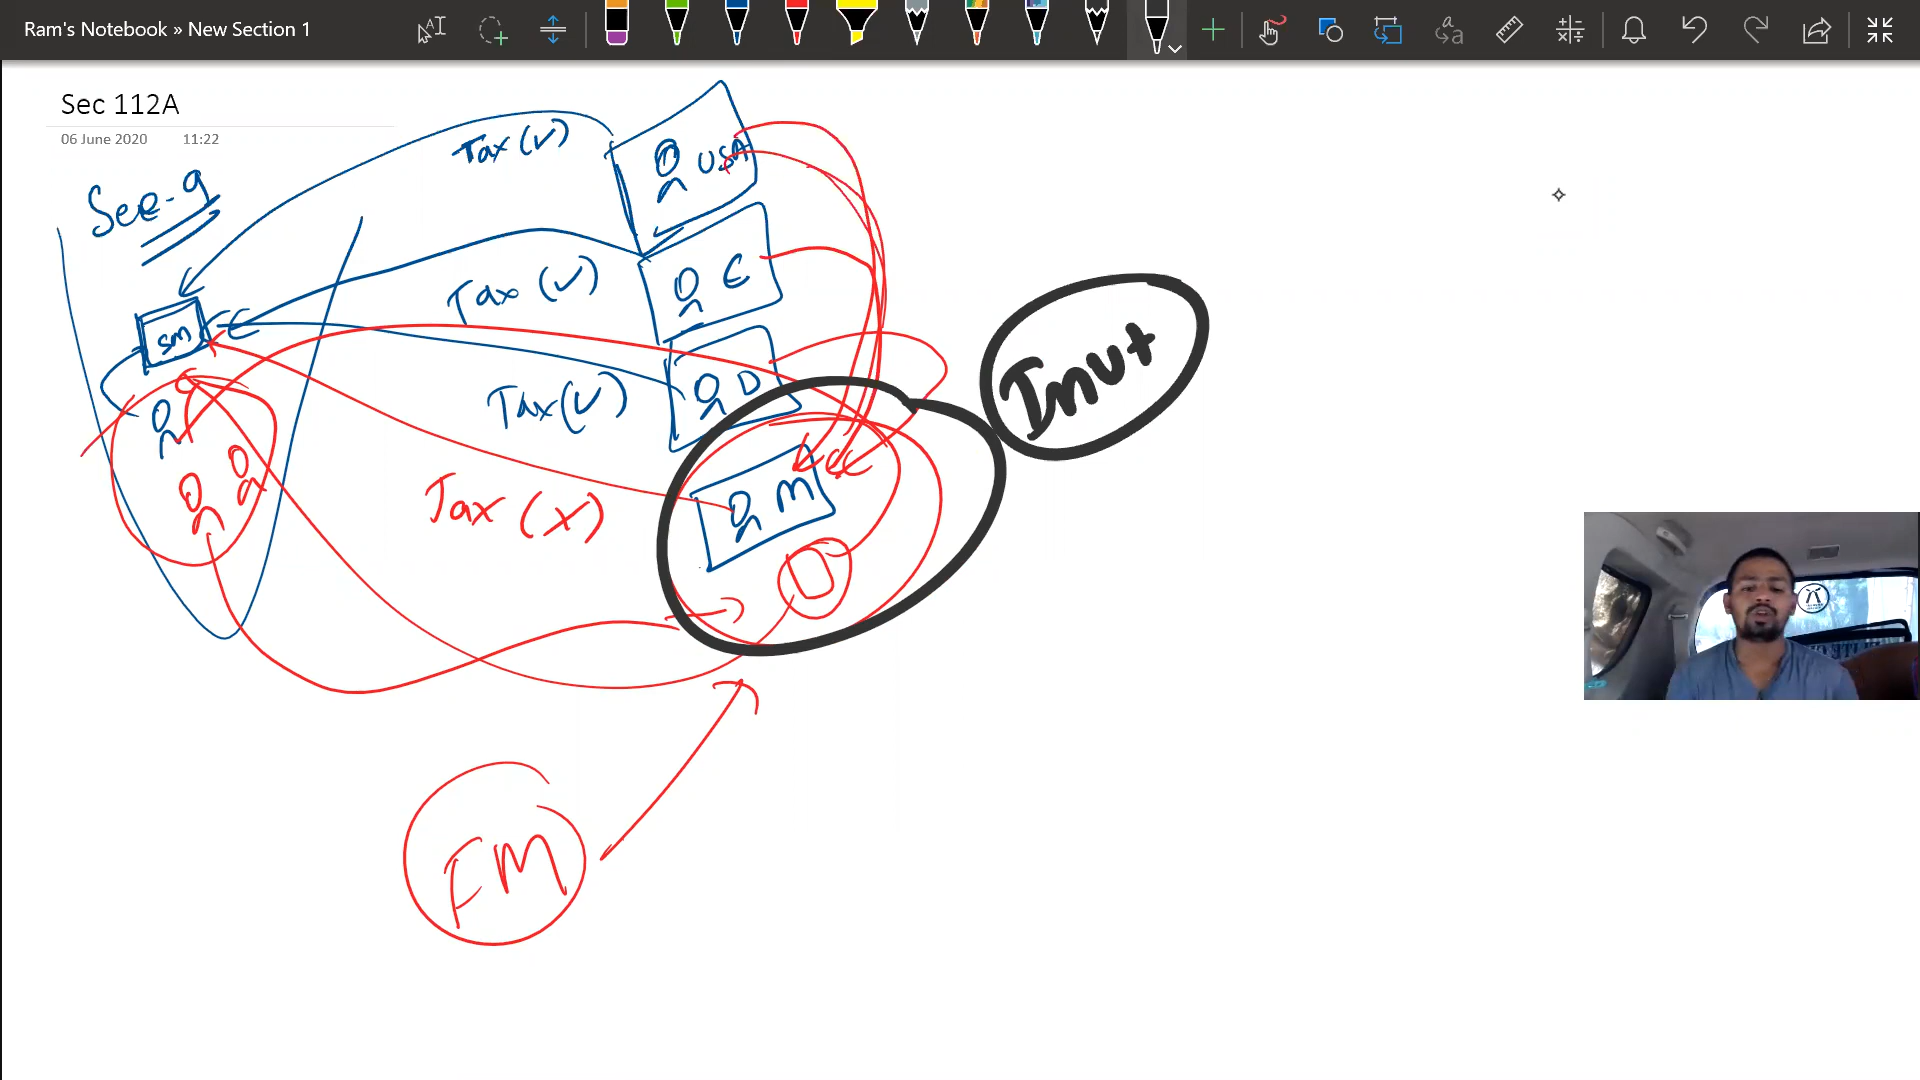 Ram's Notebook » New Section 1
Sec 112A
06 June 2020 11:22
See-9
Tax (✓)
USA
Tax (✓)
E
sm
Tax (✓)
D
Invt
M
Tax (X)
FM